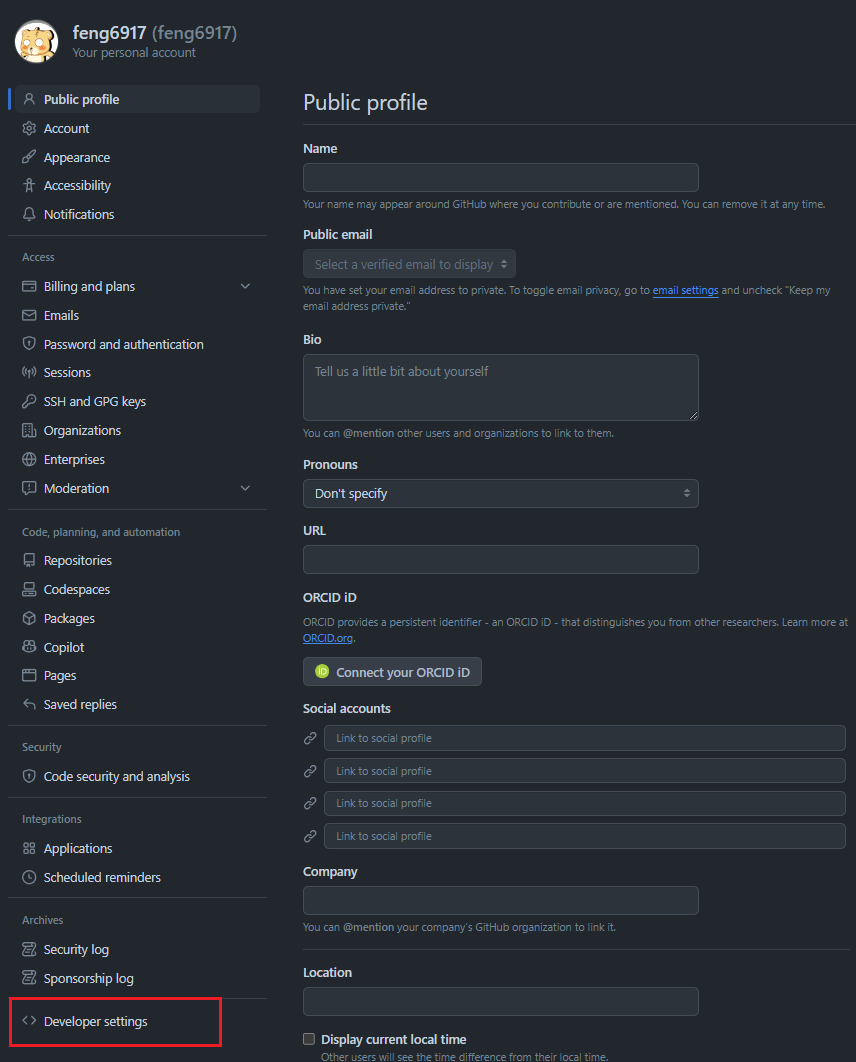 feng6917 (feng6917)
Your personal account
Public profile
Account
Appearance
Accessibility
Notifications
Access
Billing and plans
Emails
Password and authentication
Sessions
SSH and GPG keys
Organizations
Enterprises
Moderation
Code, planning, and automation
Repositories
Codespaces
Packages
Copilot
Pages
Saved replies
Security
Code security and analysis
Integrations
Applications
Scheduled reminders
Archives
Security log
Sponsorship log
Developer settings
Public profile
Name
Your name may appear around GitHub where you contribute or are mentioned. You can remove it at any time.
Public email
Select a verified email to display
You have set your email address to private. To toggle email privacy, go to email settings and uncheck "Keep my
email address private."
Bio
Tell us a little bit about yourself
You can @mention other users and organizations to link to them.
Pronouns
Don't specify
URL
ORCID iD
ORCID provides a persistent identifier - an ORCID iD - that distinguishes you from other researchers. Learn more at
ORCID.org.
iD Connect your ORCID iD
Social accounts
Link to social profile
Link to social profile
Link to social profile
Link to social profile
Company
You can @mention your company's GitHub organization to link it.
Location
Display current local time
Other users will see the time difference from their local time.